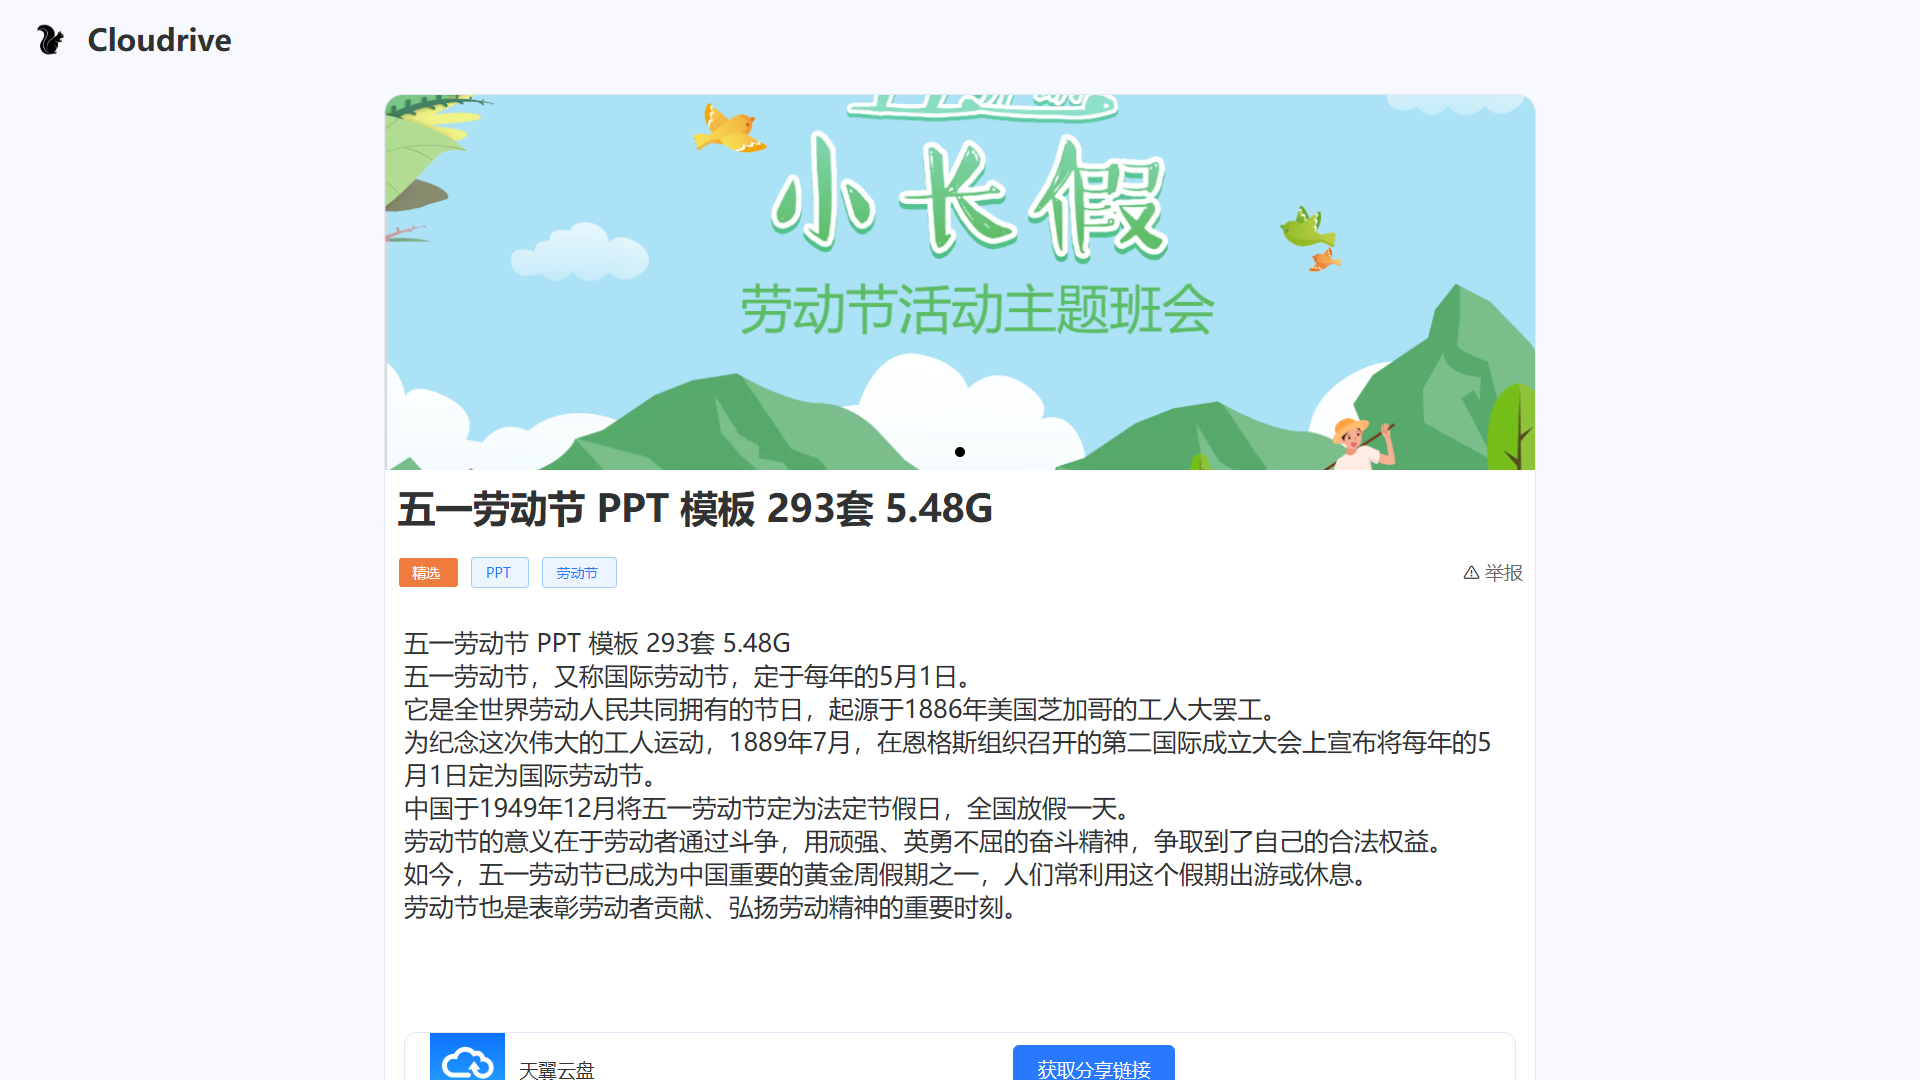 Cloudrive
小长假
劳动节活动主题班会
五一劳动节 PPT 模板 293套 5.48G
精选
PPT
劳动节
举报
五一劳动节 PPT 模板 293套 5.48G
五一劳动节，又称国际劳动节，定于每年的5月1日。
它是全世界劳动人民共同拥有的节日，起源于1886年美国芝加哥的工人大罢工。
为纪念这次伟大的工人运动，1889年7月，在恩格斯组织召开的第二国际成立大会上宣布将每年的5
月1日定为国际劳动节。
中国于1949年12月将五一劳动节定为法定节假日，全国放假一天。
劳动节的意义在于劳动者通过斗争，用顽强、英勇不屈的奋斗精神，争取到了自己的合法权益。
如今，五一劳动节已成为中国重要的黄金周假期之一，人们常利用这个假期出游或休息。
劳动节也是表彰劳动者贡献、弘扬劳动精神的重要时刻。
天翼云盘
获取分享链接